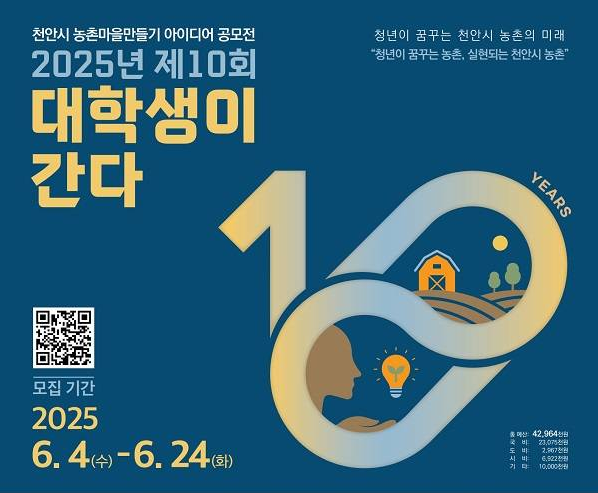 천안시 농촌마을만들기 아이디어 공모전
2025년 제10회
대학생이
간다
청년이 꿈꾸는 천안시 농촌의 미래
“청년이 꿈꾸는 농촌, 실현되는 천안시 농촌”
10
YEARS
모집 기간
2025
6. 4(수) - 6. 24(화)
총 예산: 42,964천원
국 비: 23,075천원
도 비: 2,967천원
시 비: 6,922천원
기 타: 10,000천원